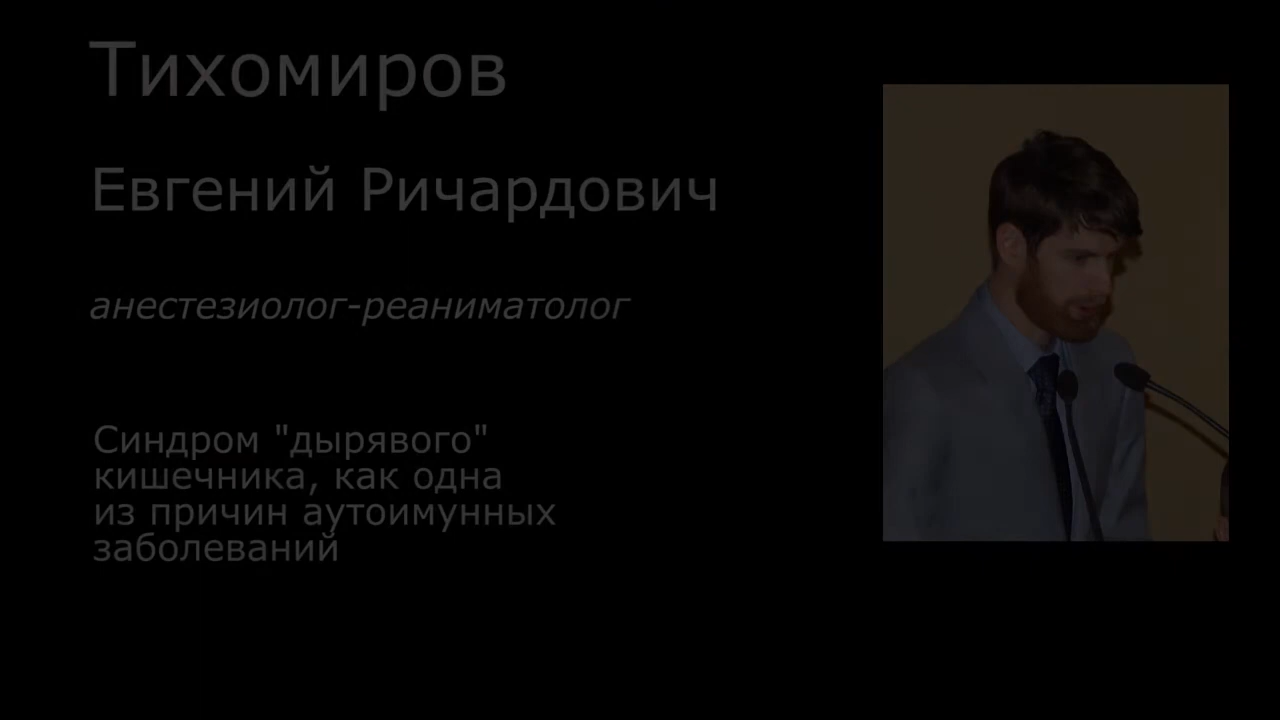 Тихомиров
Евгений Ричардович
анестезиолог-реаниматолог
Синдром "дырявого"
кишечника, как одна
из причин аутоимунных
заболеваний